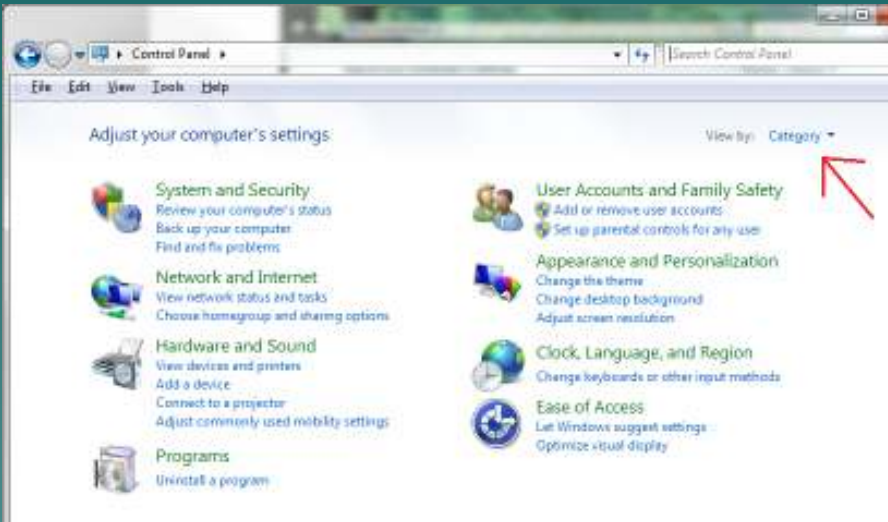 Control Panel
Search Control Panel
File Edit View Tools Help
Adjust your computer's settings
View by: Category
System and Security
Review your computer's status
Back up your computer
Find and fix problems
Network and Internet
View network status and tasks
Choose homegroup and sharing options
Hardware and Sound
View devices and printers
Add a device
Connect to a projector
Adjust commonly used mobility settings
Programs
Uninstall a program
User Accounts and Family Safety
Add or remove user accounts
Set up parental controls for any user
Appearance and Personalization
Change the theme
Change desktop background
Adjust screen resolution
Clock, Language, and Region
Change keyboards or other input methods
Ease of Access
Let Windows suggest settings
Optimize visual display